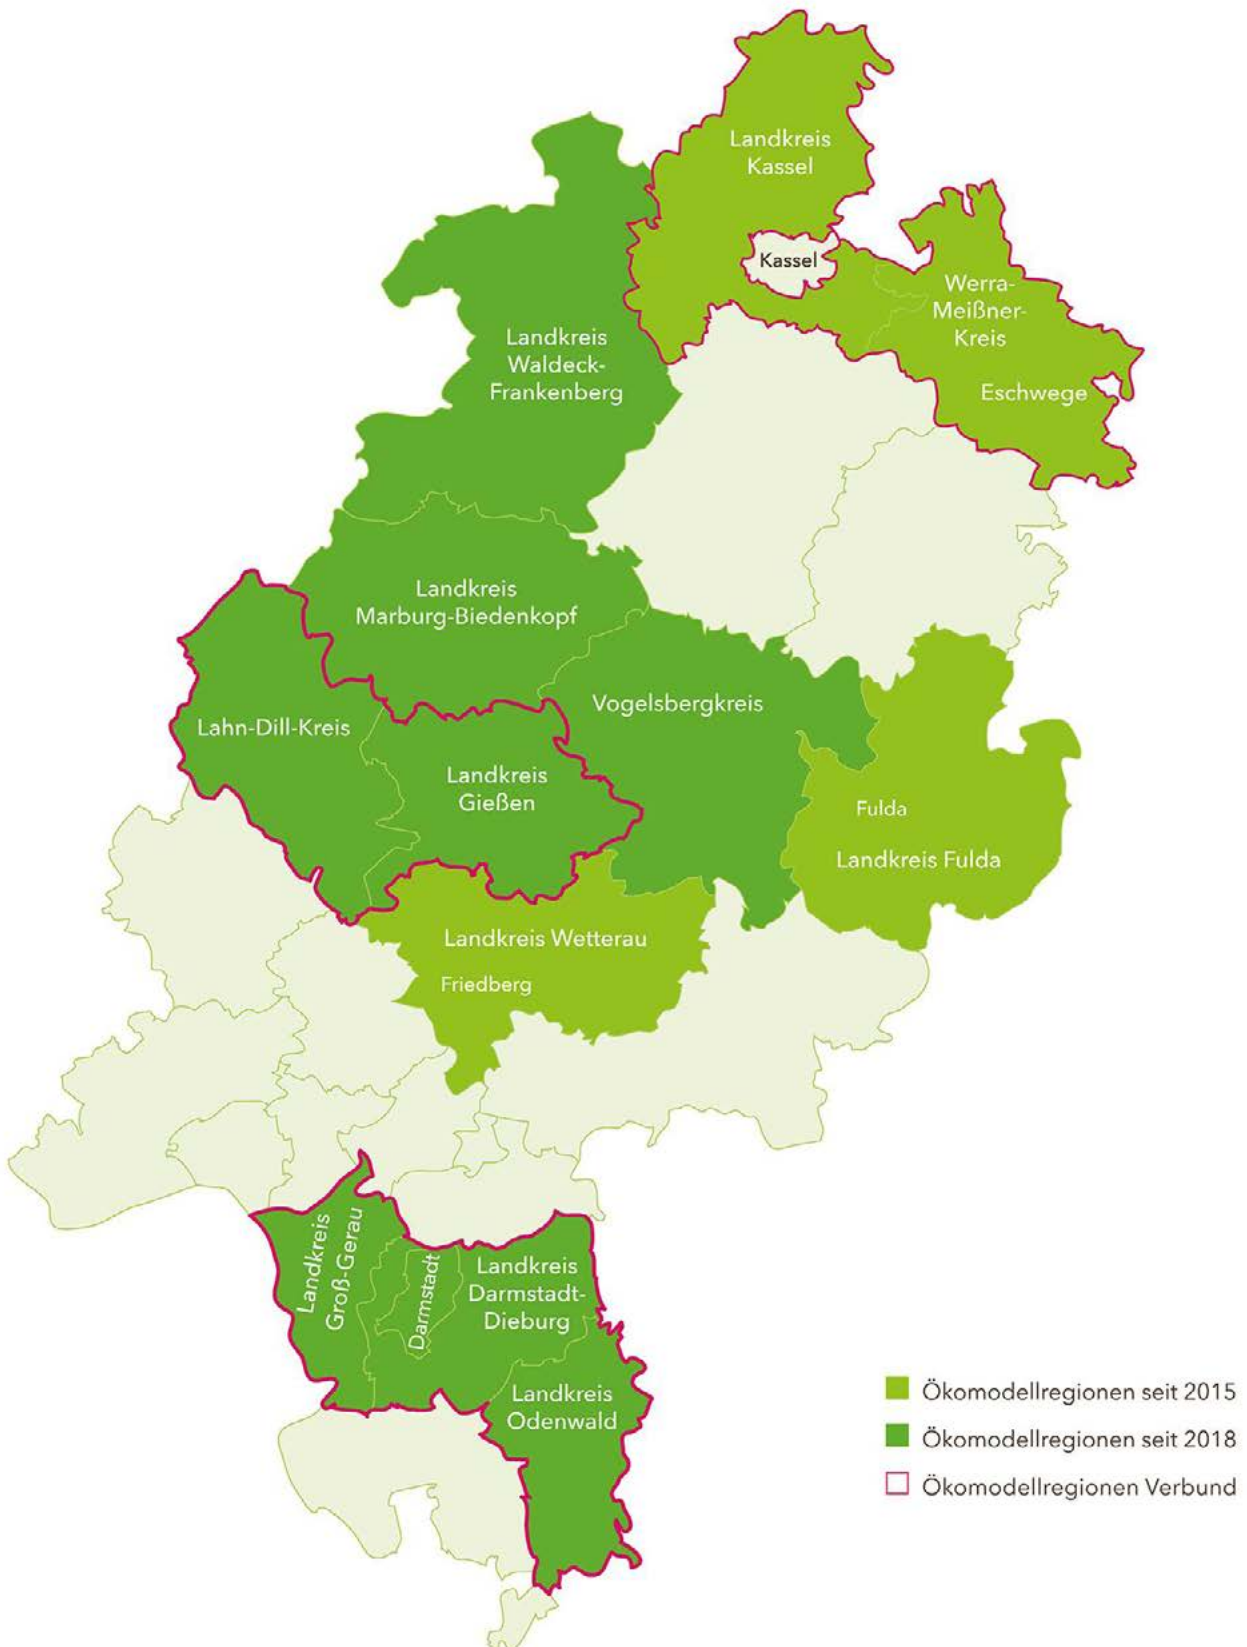 Landkreis
Kassel
Kassel
Werra-
Meißner-
Kreis
Eschwege
Landkreis
Waldeck-
Frankenberg
Landkreis
Marburg-Biedenkopf
Vogelsbergkreis
Lahn-Dill-Kreis
Landkreis
Gießen
Fulda
Landkreis Fulda
Landkreis Wetterau
Friedberg
Landkreis
Groß-Gerau
Darmstadt
Landkreis
Darmstadt-
Dieburg
Landkreis
Odenwald
Ökomodellregionen seit 2015
Ökomodellregionen seit 2018
Ökomodellregionen Verbund